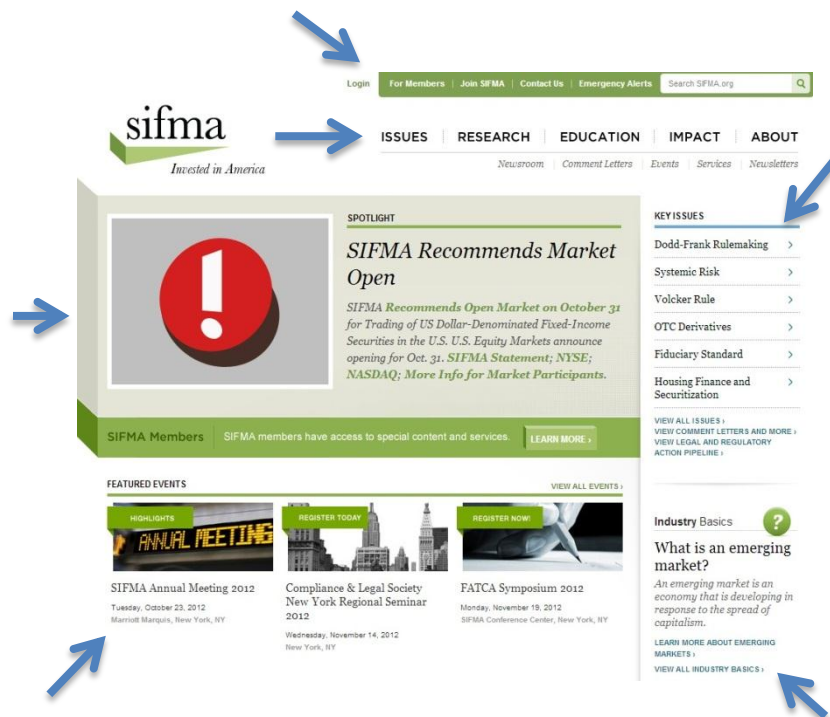 Login
For Members | Join SIFMA | Contact Us | Emergency Alerts
Search SIFMA.org
sifma
Invested in America
ISSUES | RESEARCH | EDUCATION | IMPACT | ABOUT
Newsroom | Comment Letters | Events | Services | Newsletters
SPOTLIGHT
SIFMA Recommends Market
Open
SIFMA Recommends Open Market on October 31
for Trading of US Dollar-Denominated Fixed-Income
Securities in the U.S. U.S. Equity Markets announce
opening for Oct. 31. SIFMA Statement; NYSE;
NASDAQ; More Info for Market Participants.
SIFMA Members
SIFMA members have access to special content and services.
LEARN MORE ›
KEY ISSUES
Dodd-Frank Rulemaking
Systemic Risk
Volcker Rule
OTC Derivatives
Fiduciary Standard
Housing Finance and
Securitization
VIEW ALL ISSUES ›
VIEW COMMENT LETTERS AND MORE ›
VIEW LEGAL AND REGULATORY
ACTION PIPELINE ›
FEATURED EVENTS
VIEW ALL EVENTS ›
HIGHLIGHTS
ANNUAL MEETING
SIFMA Annual Meeting 2012
Tuesday, October 23, 2012
Marriott Marquis, New York, NY
REGISTER TODAY
Compliance & Legal Society
New York Regional Seminar
2012
Wednesday, November 14, 2012
New York, NY
REGISTER NOW!
FATCA Symposium 2012
Monday, November 19, 2012
SIFMA Conference Center, New York, NY
Industry Basics
?
What is an emerging
market?
An emerging market is an
economy that is developing in
response to the spread of
capitalism.
LEARN MORE ABOUT EMERGING
MARKETS ›
VIEW ALL INDUSTRY BASICS ›